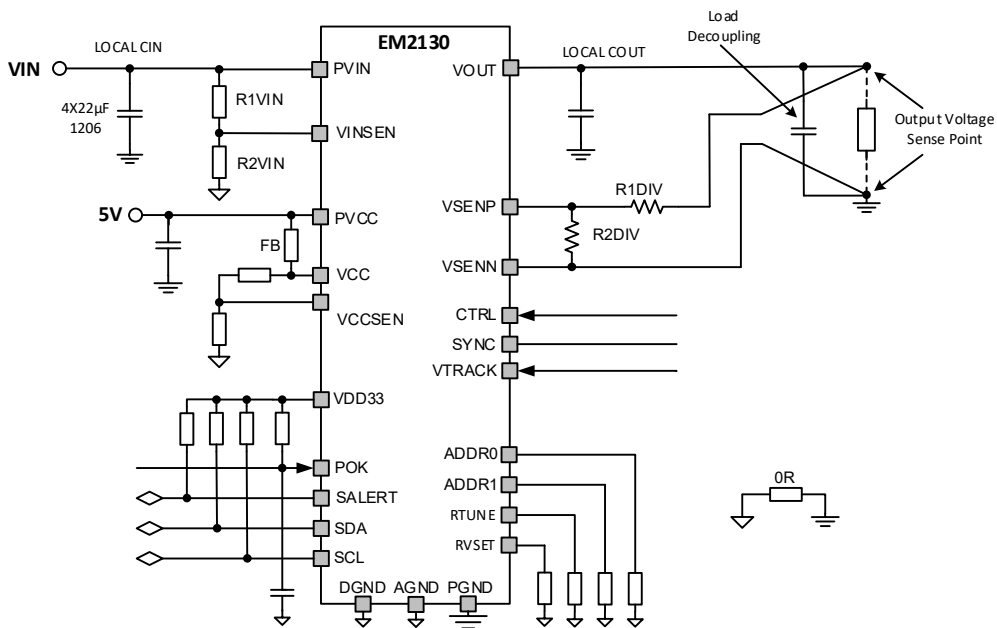 EM2130
LOCAL CIN
VIN
4X22µF
1206
R1VIN
R2VIN
PVIN
VINSEN
5V
PVCC
FB
VCC
VCCSEN
VDD33
POK
SALERT
SDA
SCL
DGND
AGND
PGND
VOUT
LOCAL COUT
Load
Decoupling
Output Voltage
Sense Point
VSENP
R1DIV
R2DIV
VSENN
CTRL
SYNC
VTRACK
ADDR0
ADDR1
RTUNE
RVSET
0R